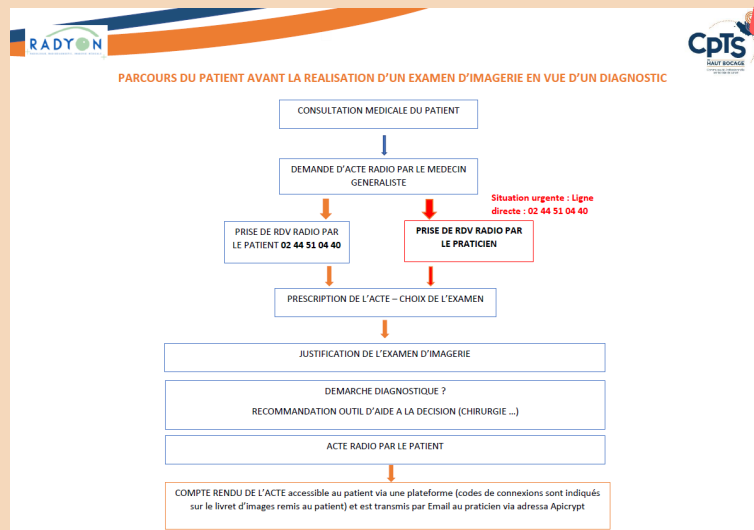 RADYON
CPTS
HAUT BOCAGE
PARCOURS DU PATIENT AVANT LA REALISATION D'UN EXAMEN D'IMAGERIE EN VUE D'UN DIAGNOSTIC
CONSULTATION MEDICALE DU PATIENT
DEMANDE D'ACTE RADIO PAR LE MEDECIN
GENERALISTE
Situation urgente : Ligne
directe : 02 44 51 04 40
PRISE DE RDV RADIO PAR
LE PATIENT 02 44 51 04 40
PRISE DE RDV RADIO PAR
LE PRATICIEN
PRESCRIPTION DE L'ACTE – CHOIX DE L'EXAMEN
JUSTIFICATION DE L'EXAMEN D'IMAGERIE
DEMARCHE DIAGNOSTIQUE ?
RECOMMANDATION OUTIL D'AIDE A LA DECISION (CHIRURGIE …)
ACTE RADIO PAR LE PATIENT
COMPTE RENDU DE L'ACTE accessible au patient via une plateforme (codes de connexions sont indiqués
sur le livret d'images remis au patient) et est transmis par Email au praticien via adressa Apicrypt